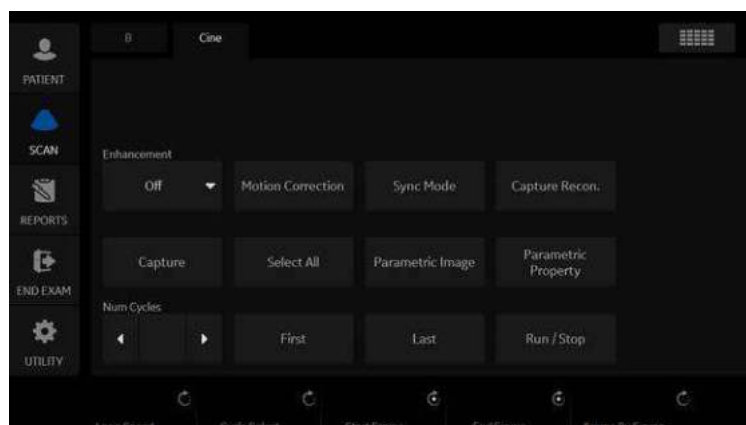 B
Cine
PATIENT
SCAN
REPORTS
END EXAM
UTILITY
Enhancement
Off
Motion Correction
Sync Mode
Capture Recon.
Capture
Select All
Parametric Image
Parametric
Property
Num Cycles
First
Last
Run / Stop